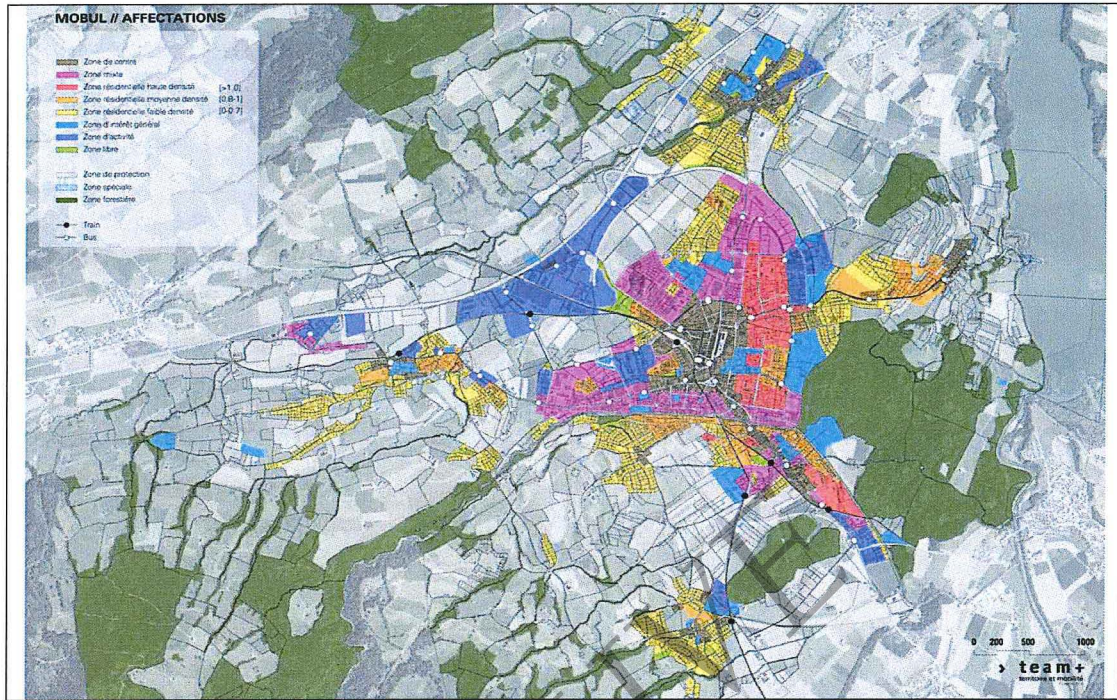 MOBUL // AFFECTATIONS
Zone de centre
Zone mixte
Zone résidentielle haute densité [>1.0]
Zone résidentielle moyenne densité [0.8-1]
Zone résidentielle faible densité [0-0.7]
Zone d'intérêt général
Zone d'activité
Zone libre
Zone de protection
Zone spéciale
Zone forestière
Train
Bus
0 200 500 1000
> team+
territoire et mobilité